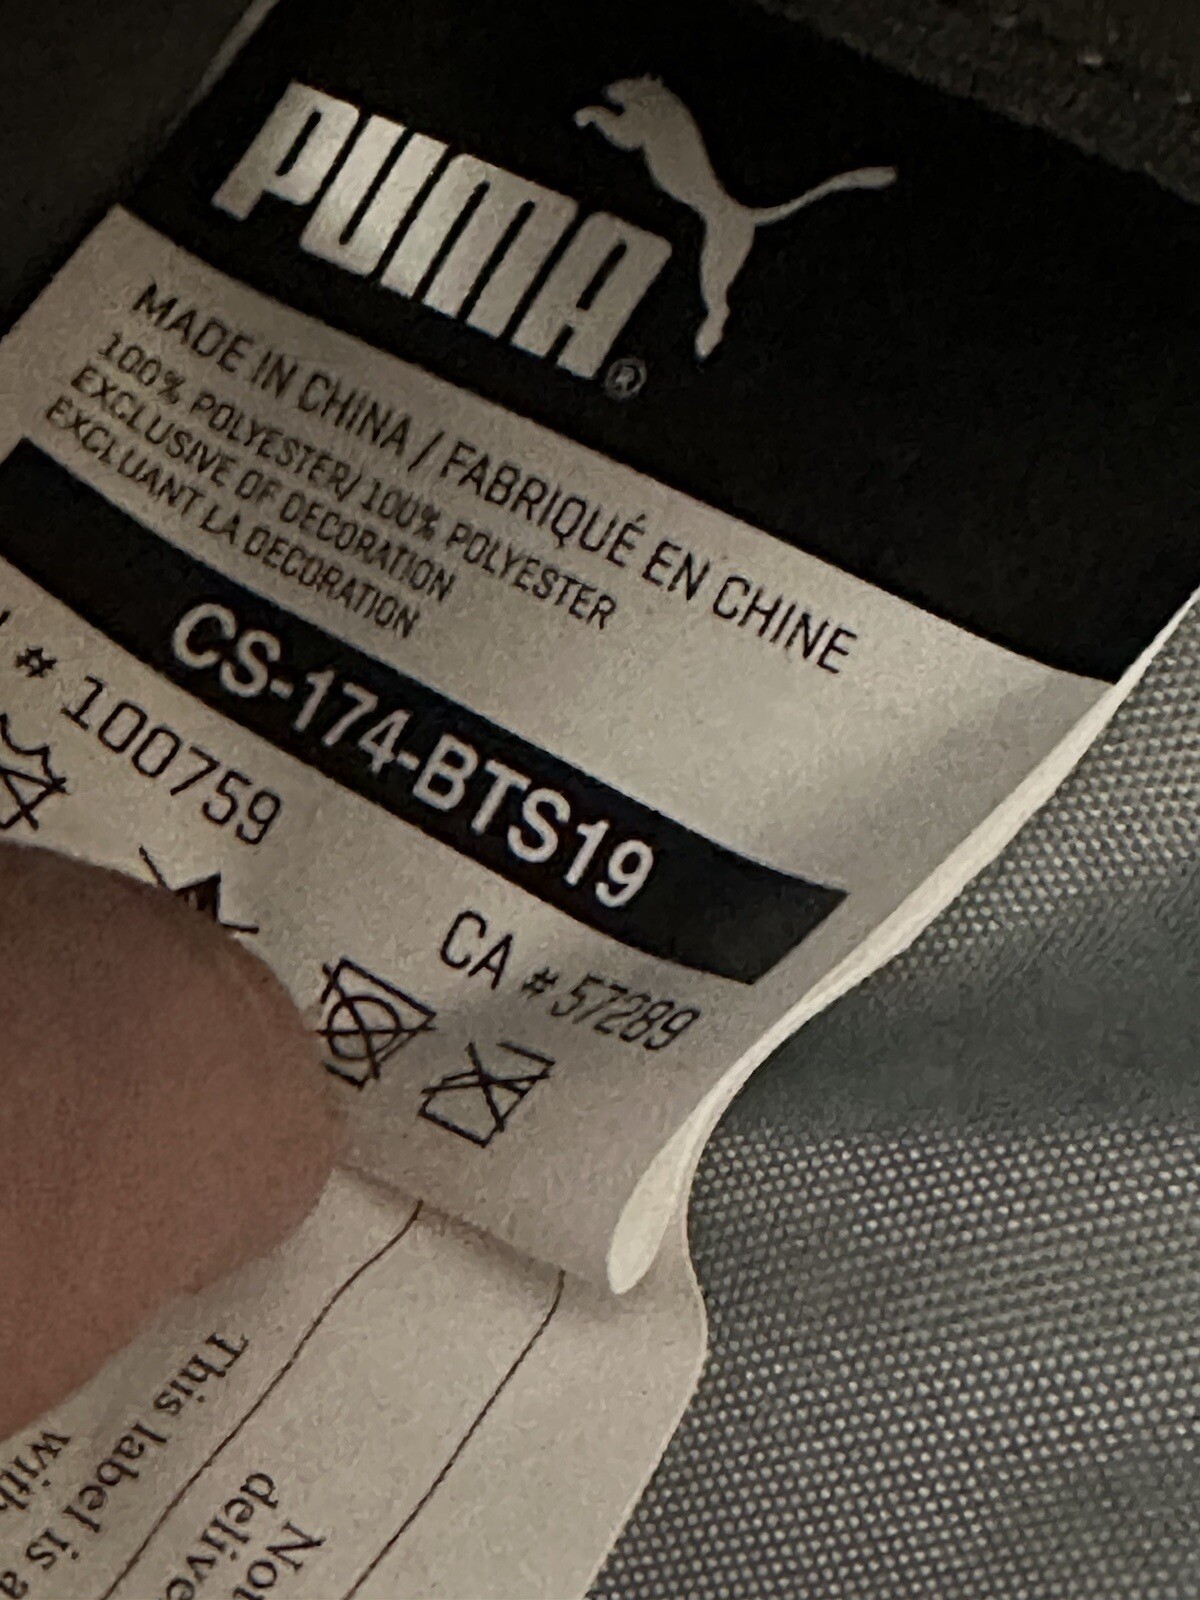 PUMA®
MADE IN CHINA / FABRIQUÉ EN CHINE
100% POLYESTER/ 100% POLYESTER
EXCLUSIVE OF DECORATION
EXCLUANT LA DECORATION
CS-174-BTS19
# 100759
CA # 57289
This label is a
with
Not
delive